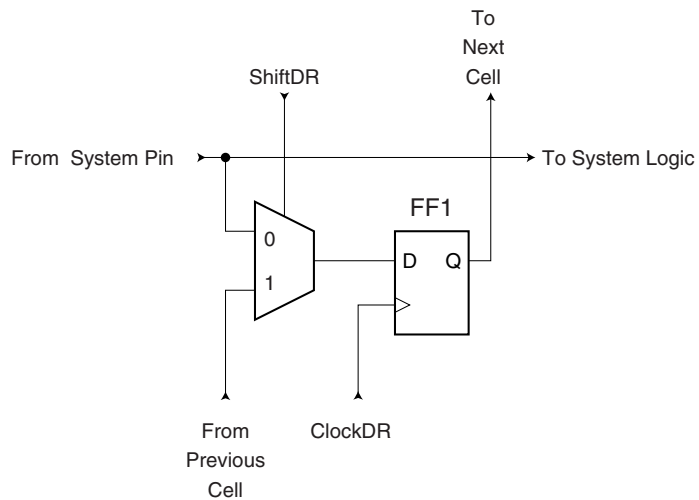 To
Next
Cell
ShiftDR
From System Pin
To System Logic
FF1
0
1
D
Q
From
Previous
Cell
ClockDR